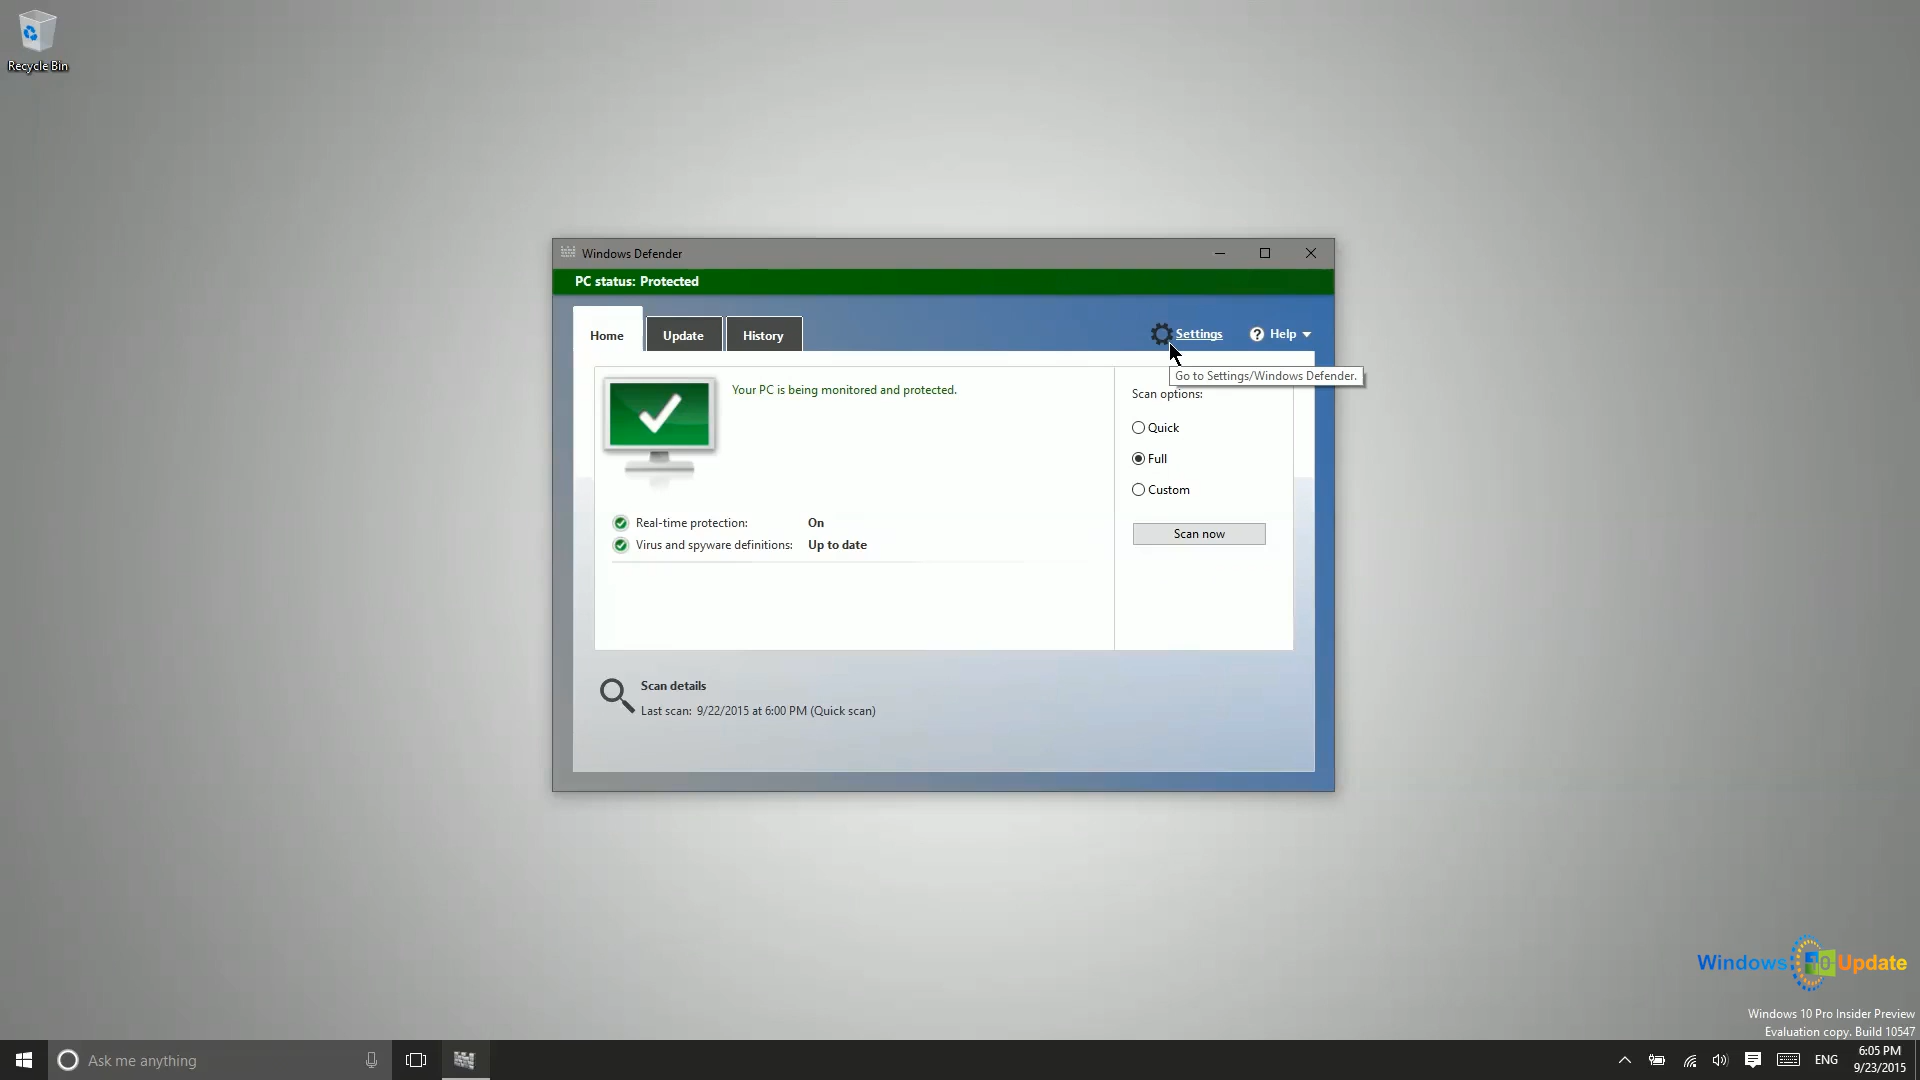 Recycle Bin
Windows Defender
PC status: Protected
Home
Update
History
Settings
Help
Go to Settings/Windows Defender.
Your PC is being monitored and protected.
Scan options:
Quick
Full
Custom
Real-time protection: On
Virus and spyware definitions: Up to date
Scan now
Scan details
Last scan: 9/22/2015 at 6:00 PM (Quick scan)
Windows 10 Update
Windows 10 Pro Insider Preview
Evaluation copy. Build 10547
Ask me anything
ENG
6:05 PM
9/23/2015